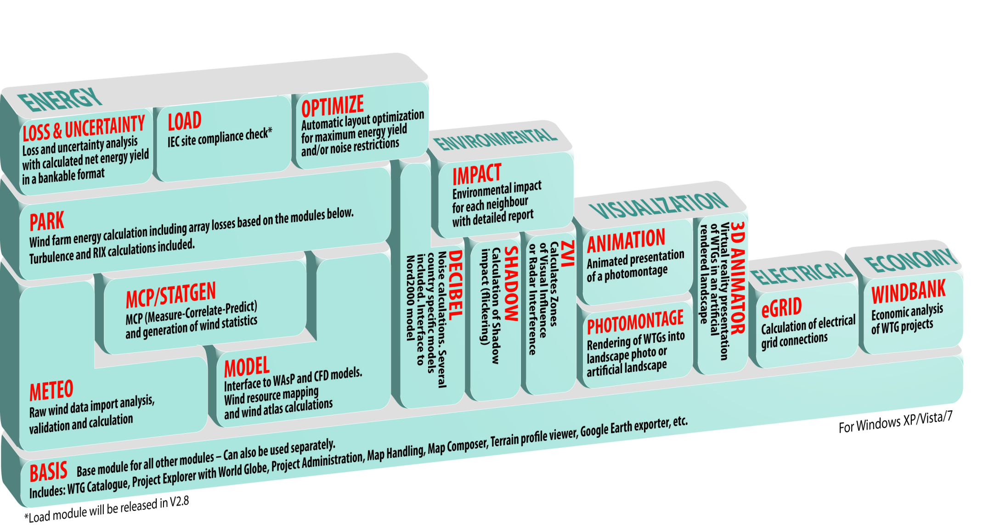 ENERGY
LOSS & UNCERTAINTY
Loss and uncertainty analysis
with calculated net energy yield
in a bankable format
LOAD
IEC site compliance check*
OPTIMIZE
Automatic layout optimization
for maximum energy yield
and/or noise restrictions
PARK
Wind farm energy calculation including array losses based on the modules below.
Turbulence and RIX calculations included.
MCP/STATGEN
MCP (Measure-Correlate-Predict)
and generation of wind statistics
METEO
Raw wind data import analysis,
validation and calculation
MODEL
Interface to WAsP and CFD models.
Wind resource mapping
and wind atlas calculations
ENVIRONMENTAL
IMPACT
Environmental impact
for each neighbour
with detailed report
DECIBEL
Noise calculations. Several
country specific models
included. Interface to
Nord2000 model
SHADOW
Calculation of Shadow
impact (flickering)
ZVI
Calculates Zones
of Visual Influence
or Radar Interference
VISUALIZATION
ANIMATION
Animated presentation
of a photomontage
PHOTOMONTAGE
Rendering of WTGs into
landscape photo or
artificial landscape
3D ANIMATOR
Virtual reality presentation
of WTGs in an artificial
rendered landscape
ELECTRICAL
eGRID
Calculation of electrical
grid connections
ECONOMY
WINDBANK
Economic analysis
of WTG projects
BASIS Base module for all other modules – Can also be used separately.
Includes: WTG Catalogue, Project Explorer with World Globe, Project Administration, Map Handling, Map Composer, Terrain profile viewer, Google Earth exporter, etc.
For Windows XP/Vista/7
*Load module will be released in V2.8